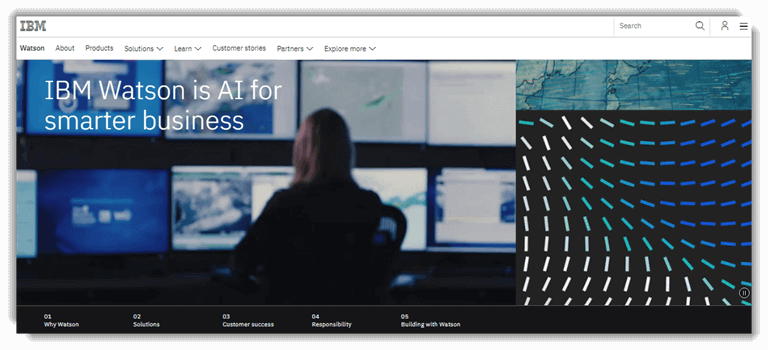 IBM
Search
Watson About Products Solutions Learn Customer stories Partners Explore more
IBM Watson is AI for
smarter business
01 02 03 04 05
Why Watson Solutions Customer success Responsibility Building with Watson